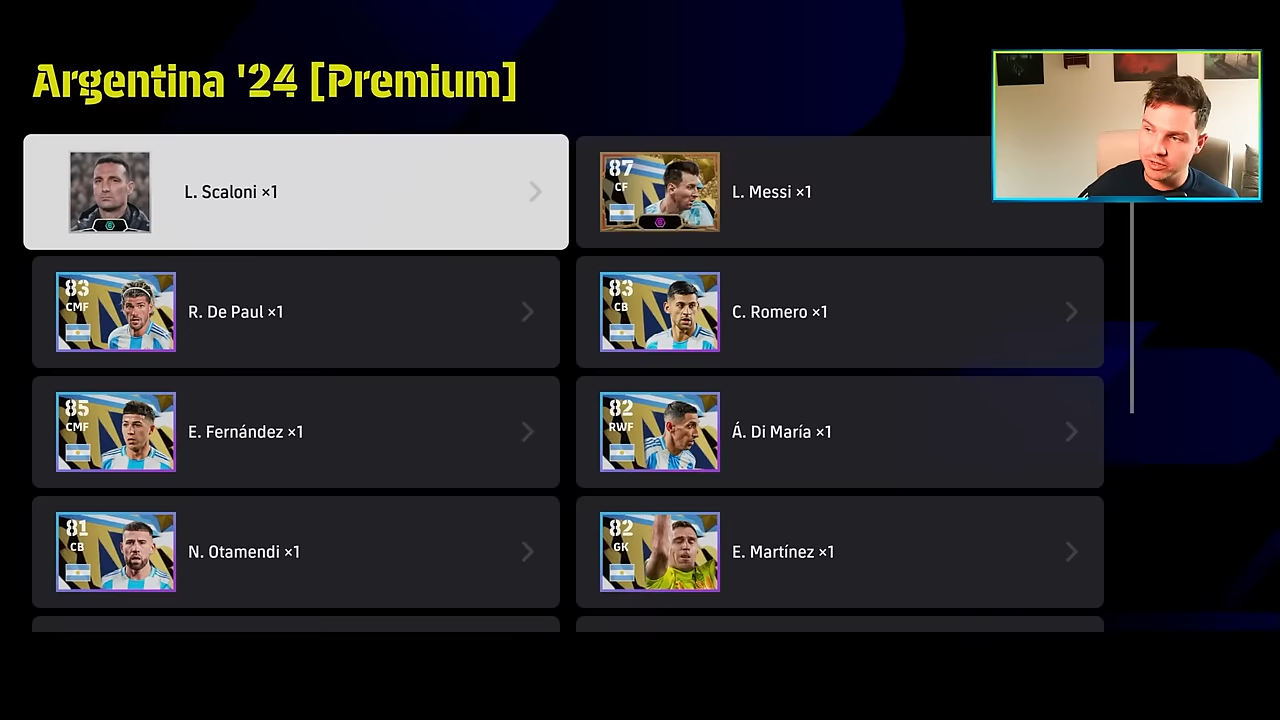 Argentina '24 [Premium]
L. Scaloni ×1
87
CF
L. Messi ×1
83
CMF
R. De Paul ×1
83
CB
C. Romero ×1
85
CMF
E. Fernández ×1
82
RWF
Á. Di María ×1
81
CB
N. Otamendi ×1
82
GK
E. Martínez ×1